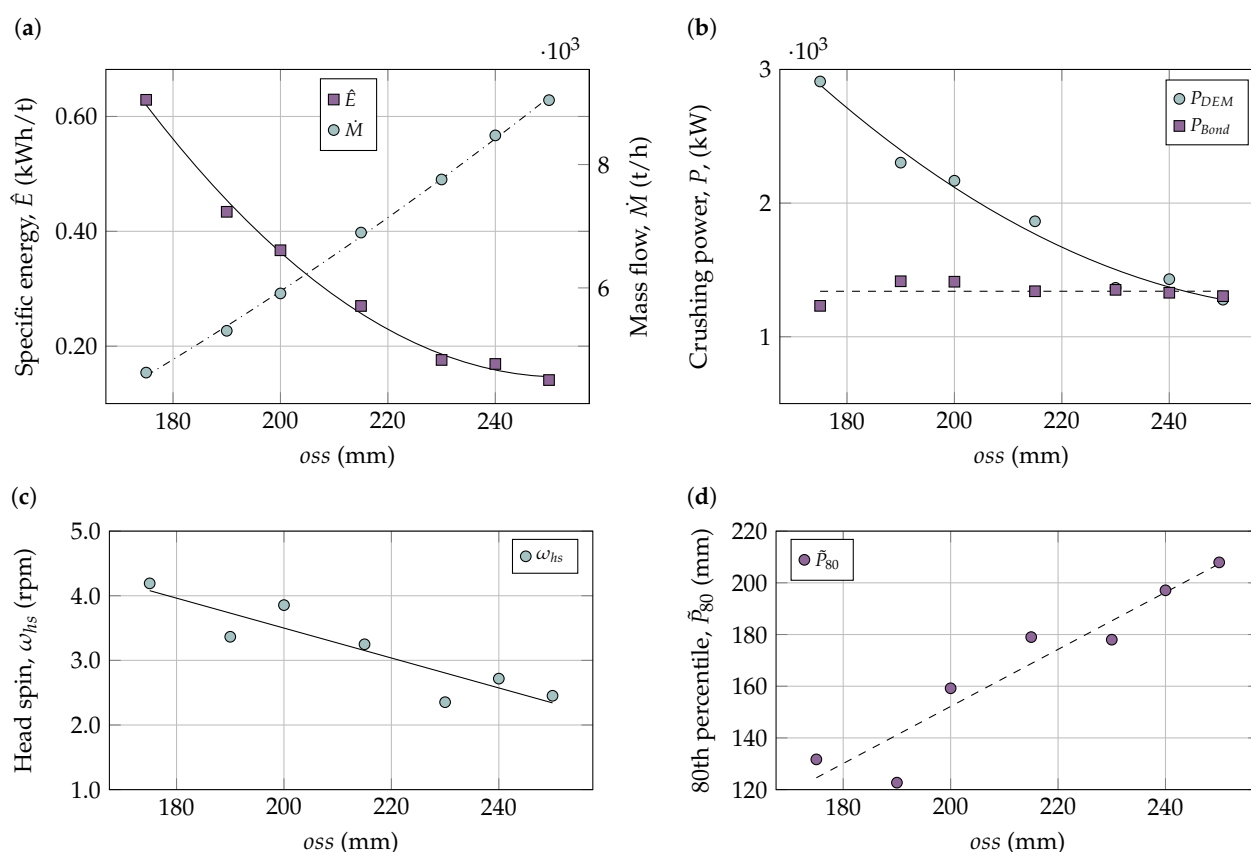 (a)
·10³
0.60
0.40
0.20
8
6
Ê
Ṁ
Specific energy, Ê (kWh/t)
Mass flow, Ṁ (t/h)
180 200 220 240
oss (mm)
(b)
·10³
3
2
1
P_DEM
P_Bond
Crushing power, P, (kW)
180 200 220 240
oss (mm)
(c)
5.0
4.0
3.0
2.0
1.0
ω_hs
Head spin, ω_hs (rpm)
180 200 220 240
oss (mm)
(d)
220
200
180
160
140
120
P̃₈₀
80th percentile, P̃₈₀ (mm)
180 200 220 240
oss (mm)